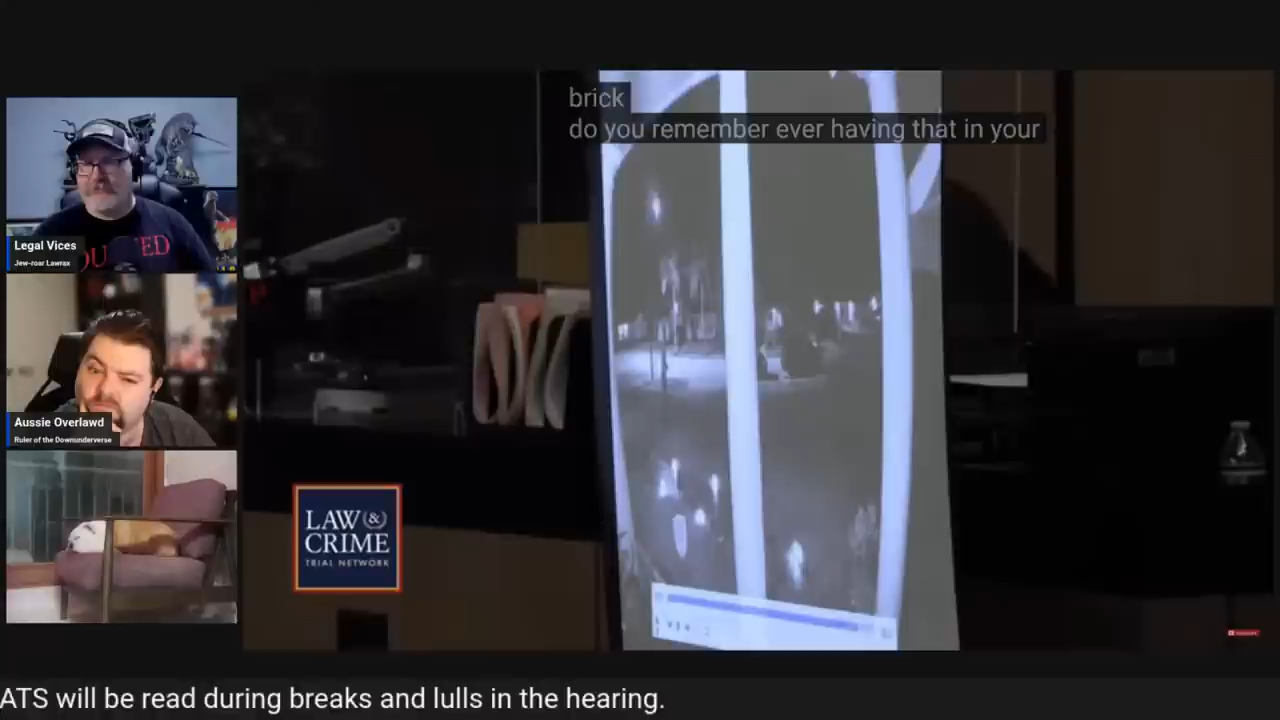 brick
do you remember ever having that in your
Legal Vices
Jew-roar Lawrax
Aussie Overlawd
Ruler of the Downunderverse
LAW &
CRIME
TRIAL NETWORK
ATS will be read during breaks and lulls in the hearing.